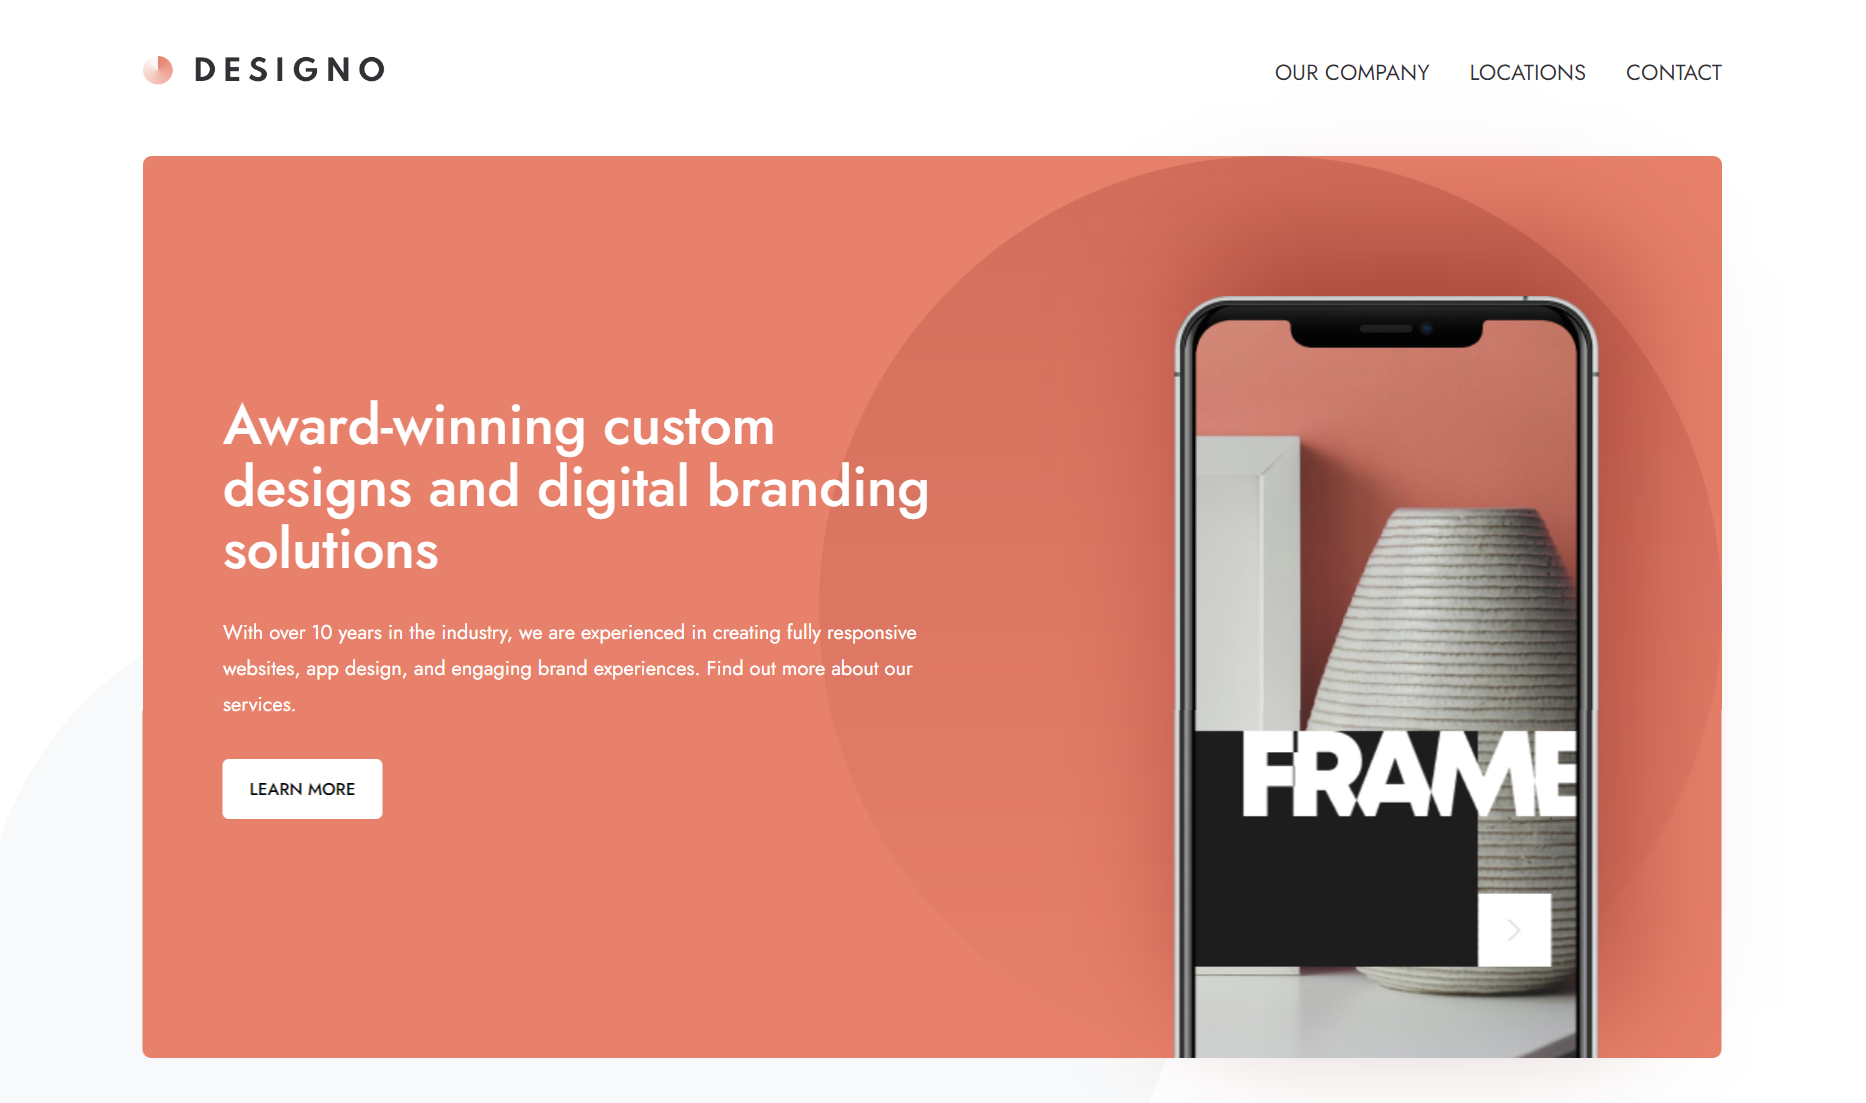 DESIGNO
OUR COMPANY LOCATIONS CONTACT
Award-winning custom
designs and digital branding
solutions
With over 10 years in the industry, we are experienced in creating fully responsive
websites, app design, and engaging brand experiences. Find out more about our
services.
LEARN MORE
FRAME